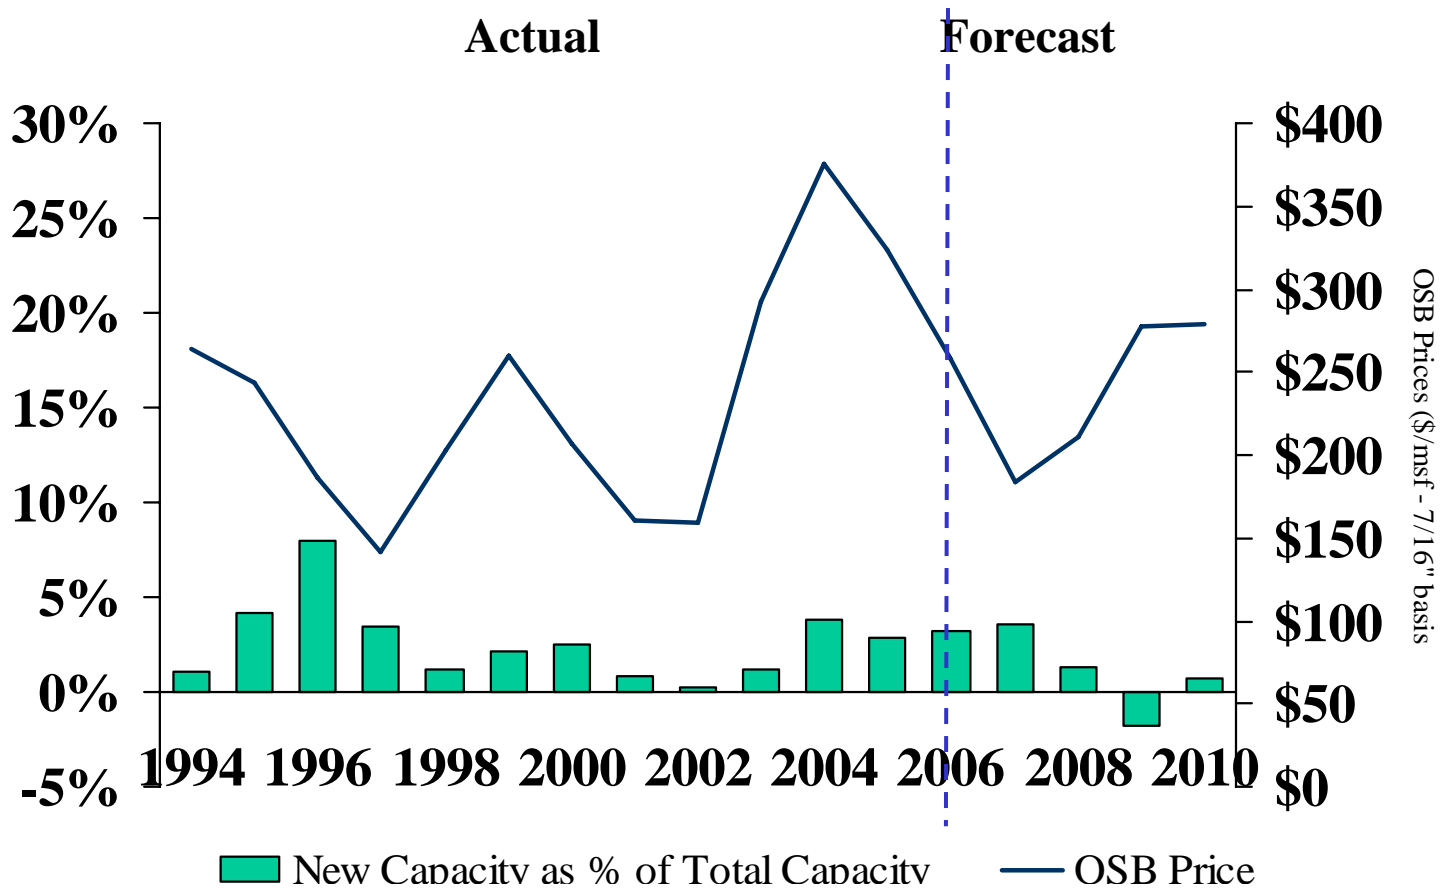 Actual Forecast
30% $400
25% $350
20% $300
15% $250
10% $200
5% $150
0% $100
-5% $50
$0
OSB Prices ($/msf - 7/16" basis
1994 1996 1998 2000 2002 2004 2006 2008 2010
New Capacity as % of Total Capacity OSB Price